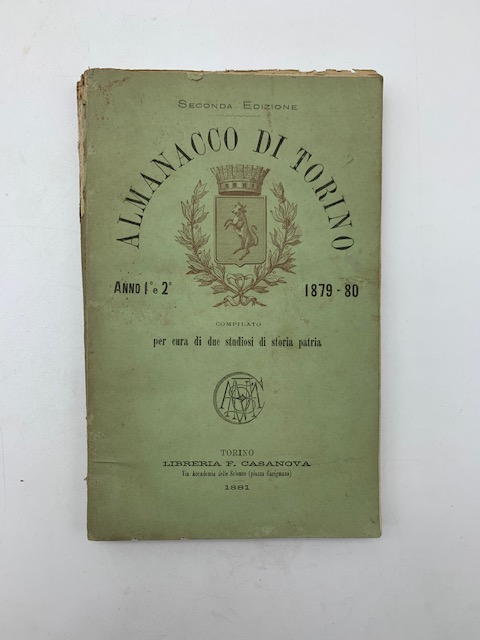 SECONDA EDIZIONE
ALMANACCO DI TORINO
ANNO 1° e 2° 1879-80
COMPILATO
per cura di due studiosi di storia patria
TORINO
LIBRERIA F. CASANOVA
Via Accademia delle Scienze (piazza Carignano)
1881